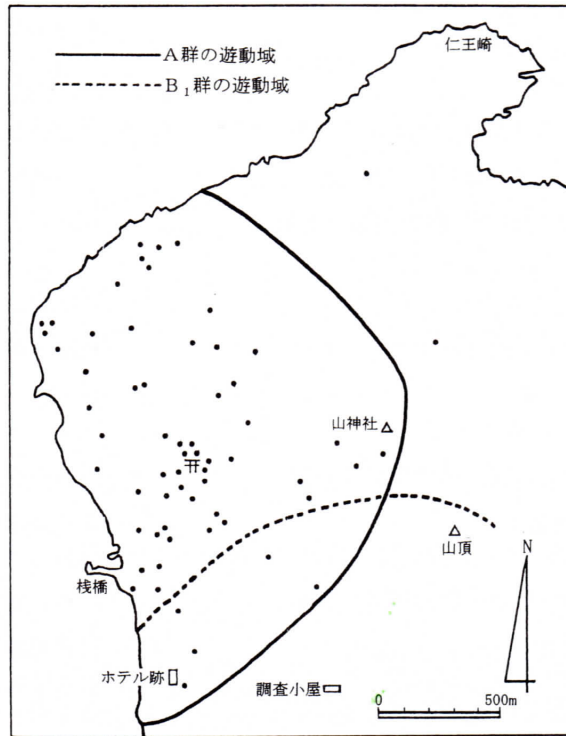 A群の遊動域
B₁群の遊動域
仁王崎
山神社
山頂
N
桟橋
ホテル跡
調査小屋
0 500m